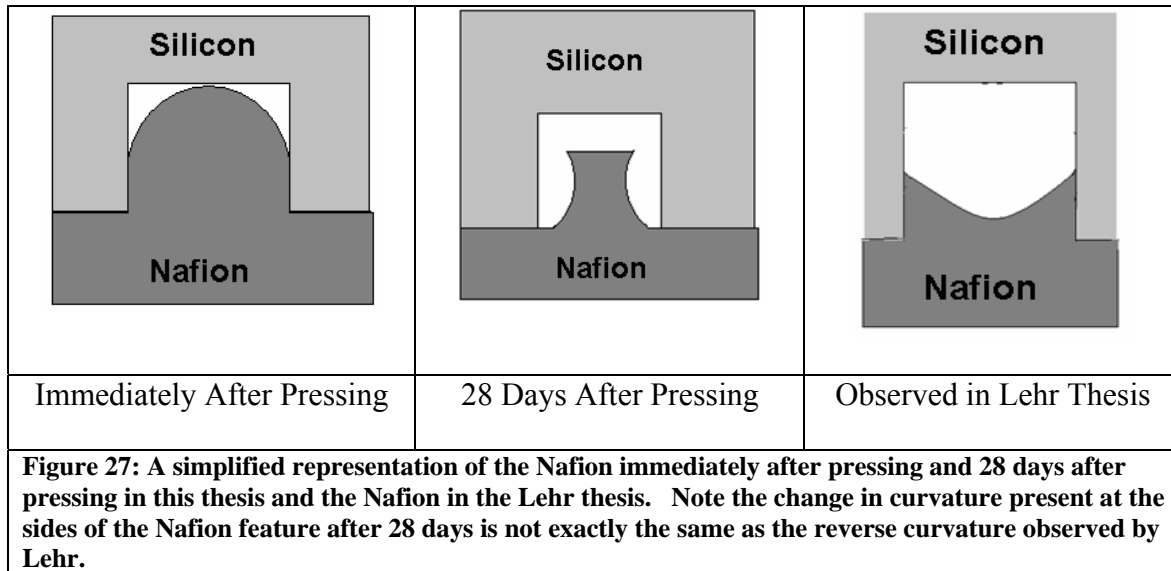 Silicon
Nafion
Silicon
Nafion
Silicon
Nafion
Immediately After Pressing
28 Days After Pressing
Observed in Lehr Thesis
Figure 27: A simplified representation of the Nafion immediately after pressing and 28 days after
pressing in this thesis and the Nafion in the Lehr thesis. Note the change in curvature present at the
sides of the Nafion feature after 28 days is not exactly the same as the reverse curvature observed by
Lehr.